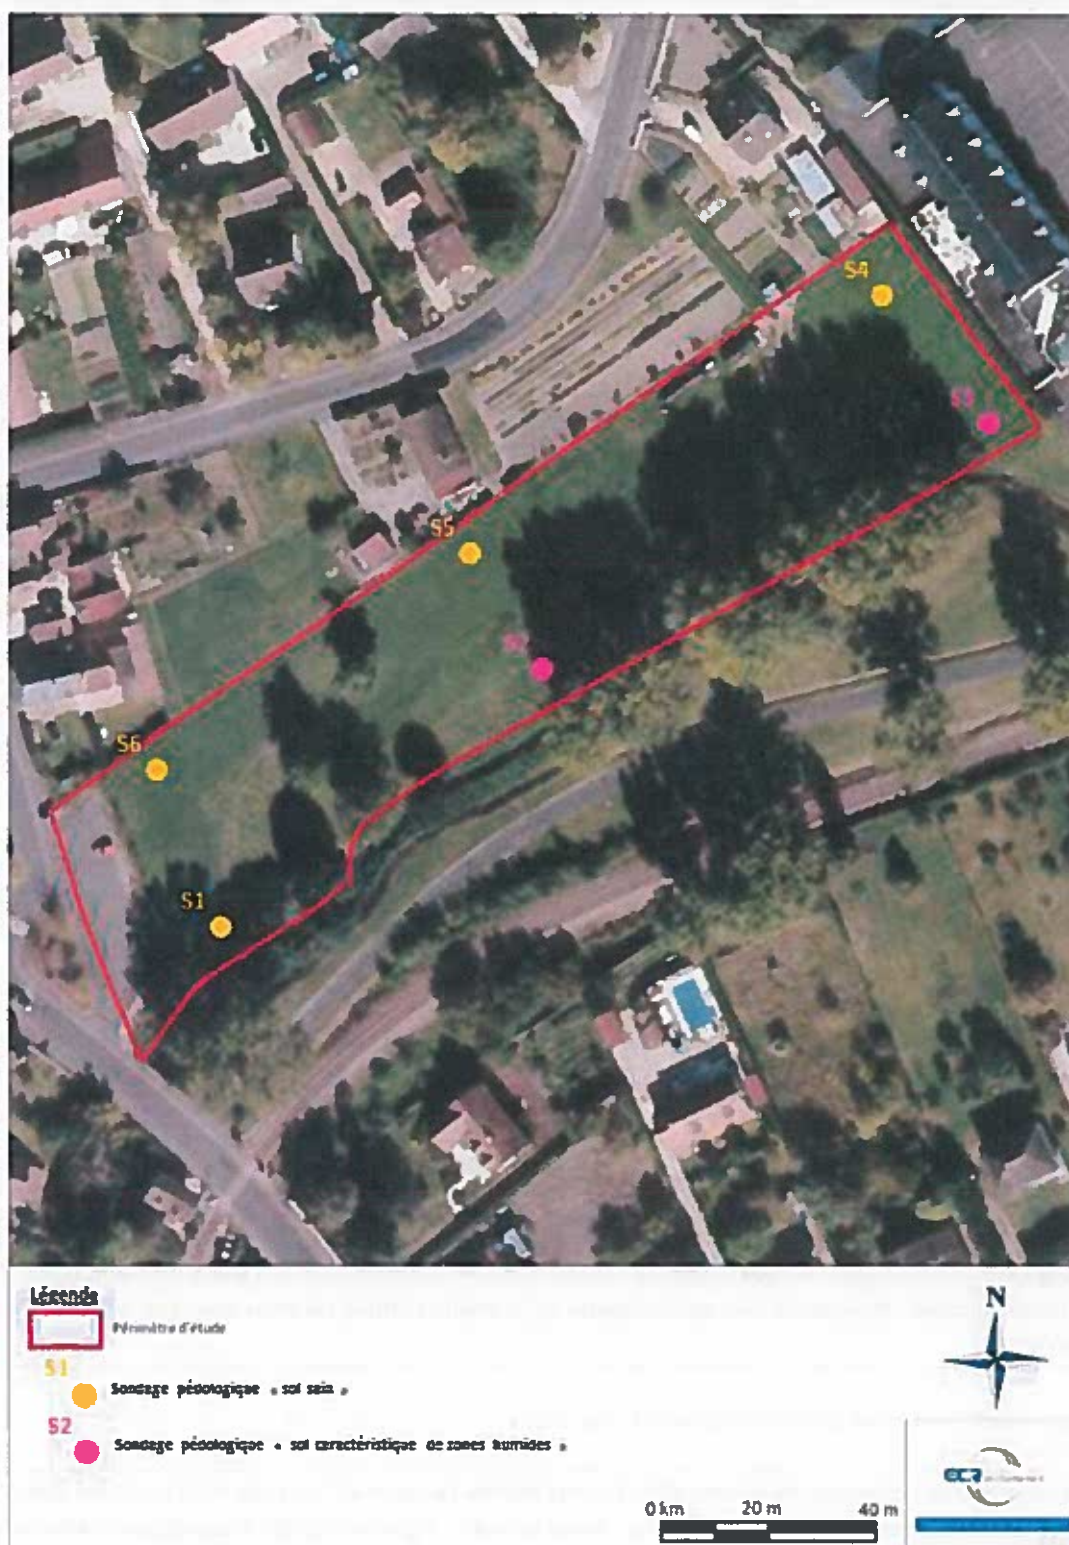 S4
S3
S5
S2
S6
S1
Légende
Périmètre d'étude
S1
Sondage pédologique « sol sain »
S2
Sondage pédologique « sol caractéristique de zones humides »
N
0 km 20 m 40 m